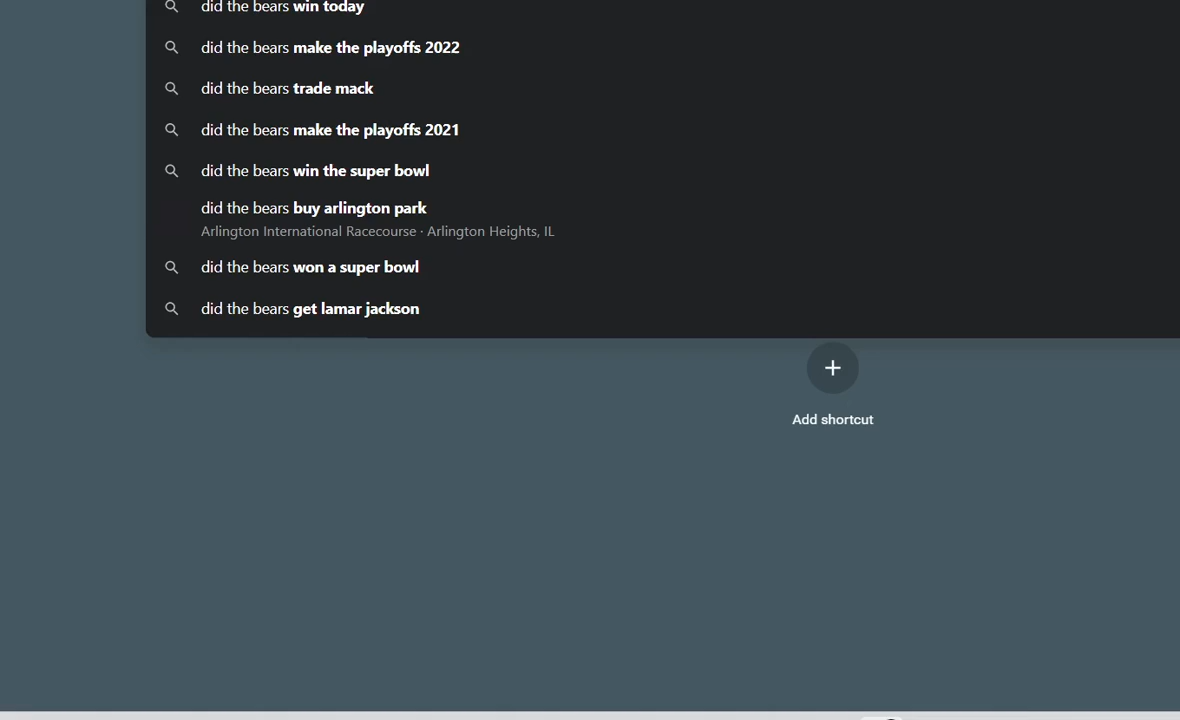 did the bears win today
did the bears make the playoffs 2022
did the bears trade mack
did the bears make the playoffs 2021
did the bears win the super bowl
did the bears buy arlington park
Arlington International Racecourse · Arlington Heights, IL
did the bears won a super bowl
did the bears get lamar jackson
Add shortcut